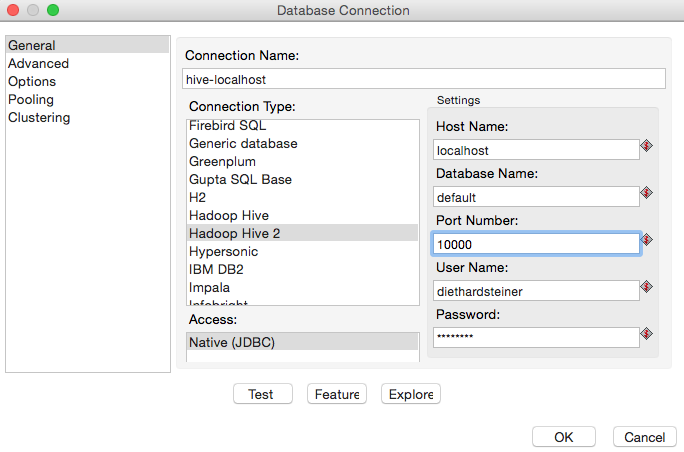 Database Connection
General
Advanced
Options
Pooling
Clustering
Connection Name:
hive-localhost
Connection Type:
Firebird SQL
Generic database
Greenplum
Gupta SQL Base
H2
Hadoop Hive
Hadoop Hive 2
Hypersonic
IBM DB2
Impala
Infobright
Access:
Native (JDBC)
Settings
Host Name:
localhost
Database Name:
default
Port Number:
10000
User Name:
diethardsteiner
Password:
********
Test
Feature
Explore
OK
Cancel